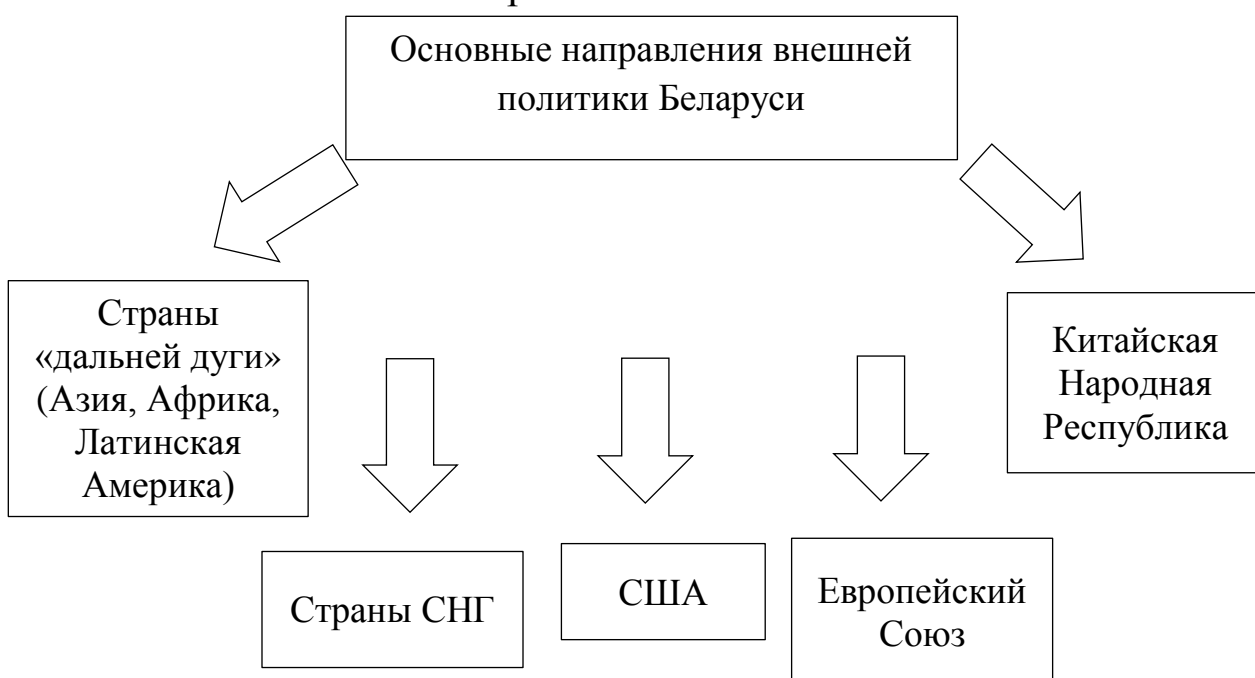 Основные направления внешней
политики Беларуси
Страны
«дальней дуги»
(Азия, Африка,
Латинская
Америка)
Китайская
Народная
Республика
Страны СНГ
США
Европейский
Союз